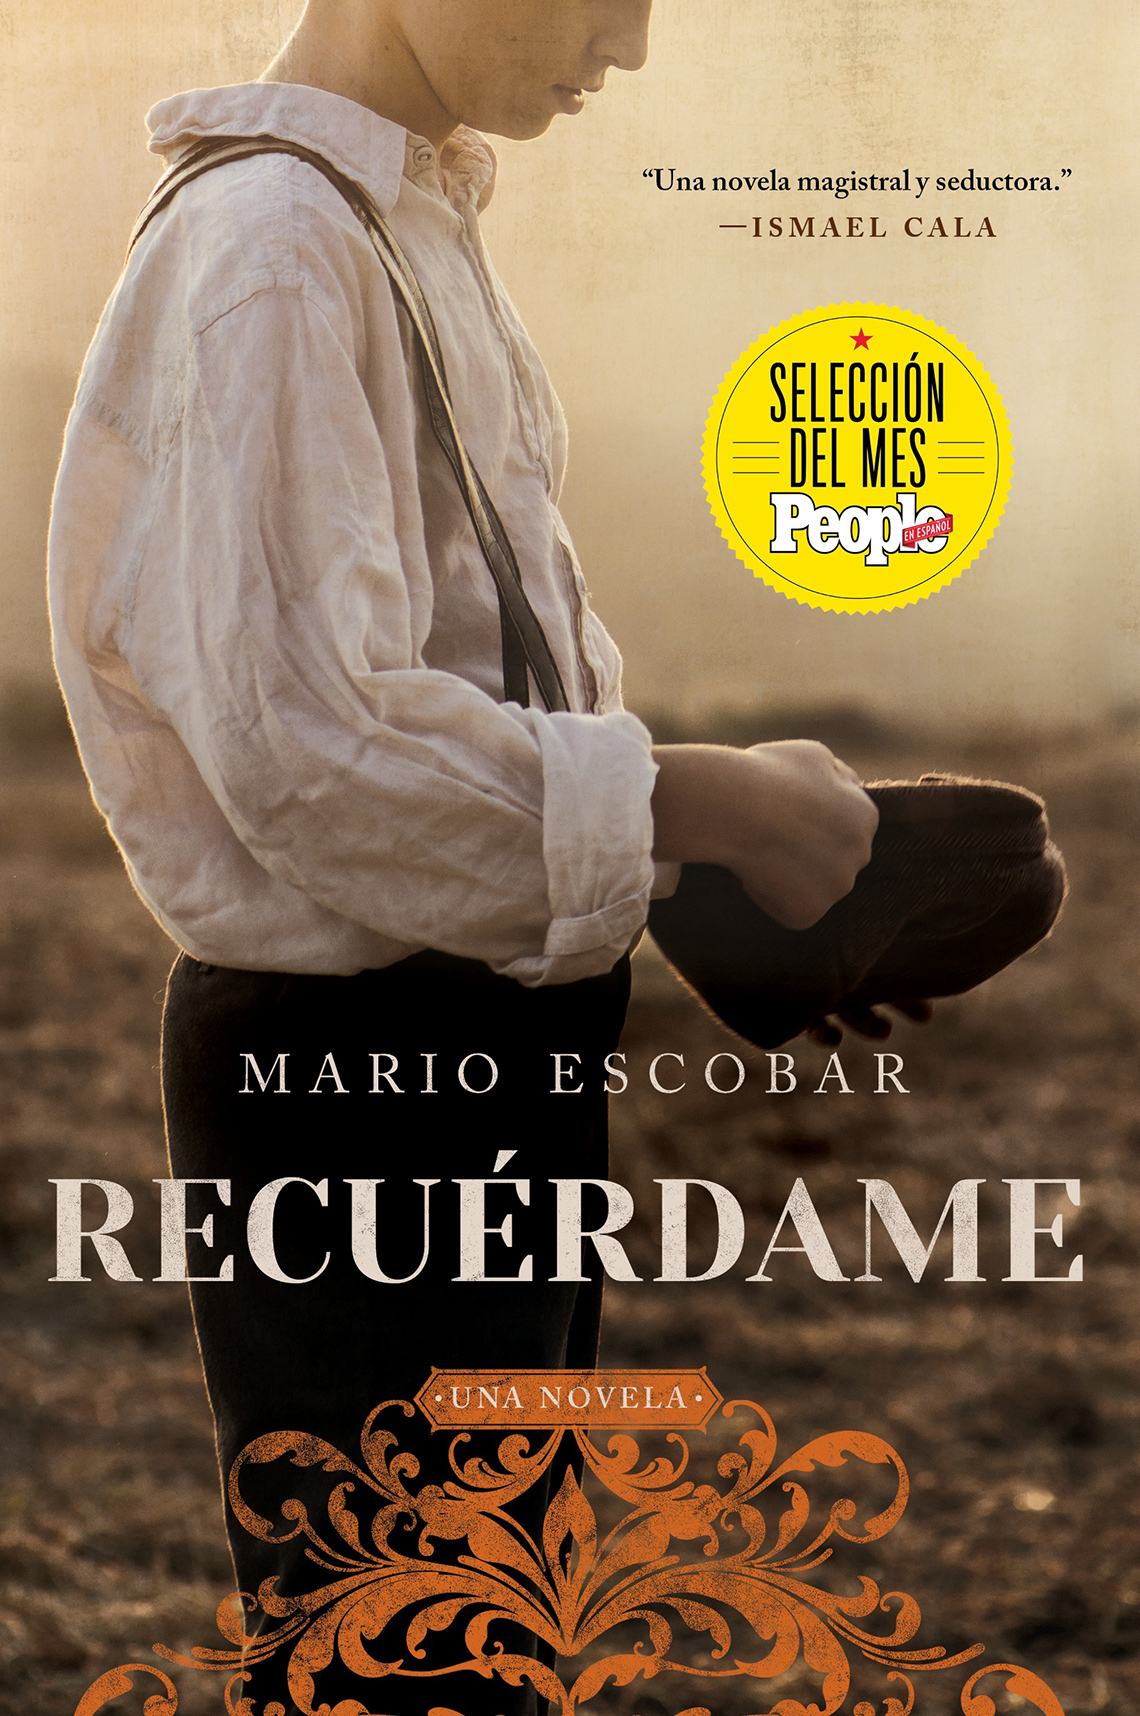 “Una novela magistral y seductora.”
—ISMAEL CALA
SELECCIÓN
DEL MES
People
EN ESPAÑOL
MARIO ESCOBAR
RECUÉRDAME
·UNA NOVELA·